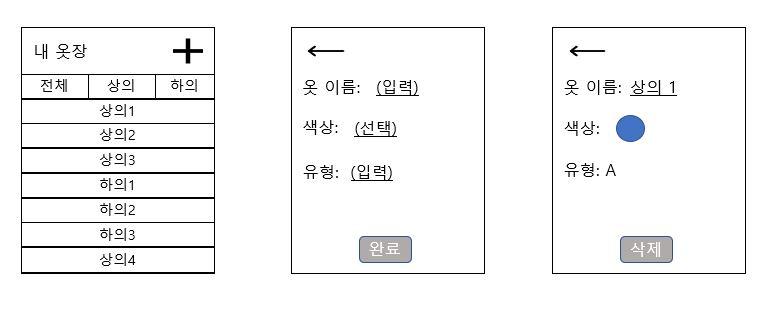 내 옷장
전체 상의 하의
상의1
상의2
상의3
하의1
하의2
하의3
상의4
옷 이름: (입력)
색상: (선택)
유형: (입력)
완료
옷 이름: 상의 1
색상:
유형: A
삭제